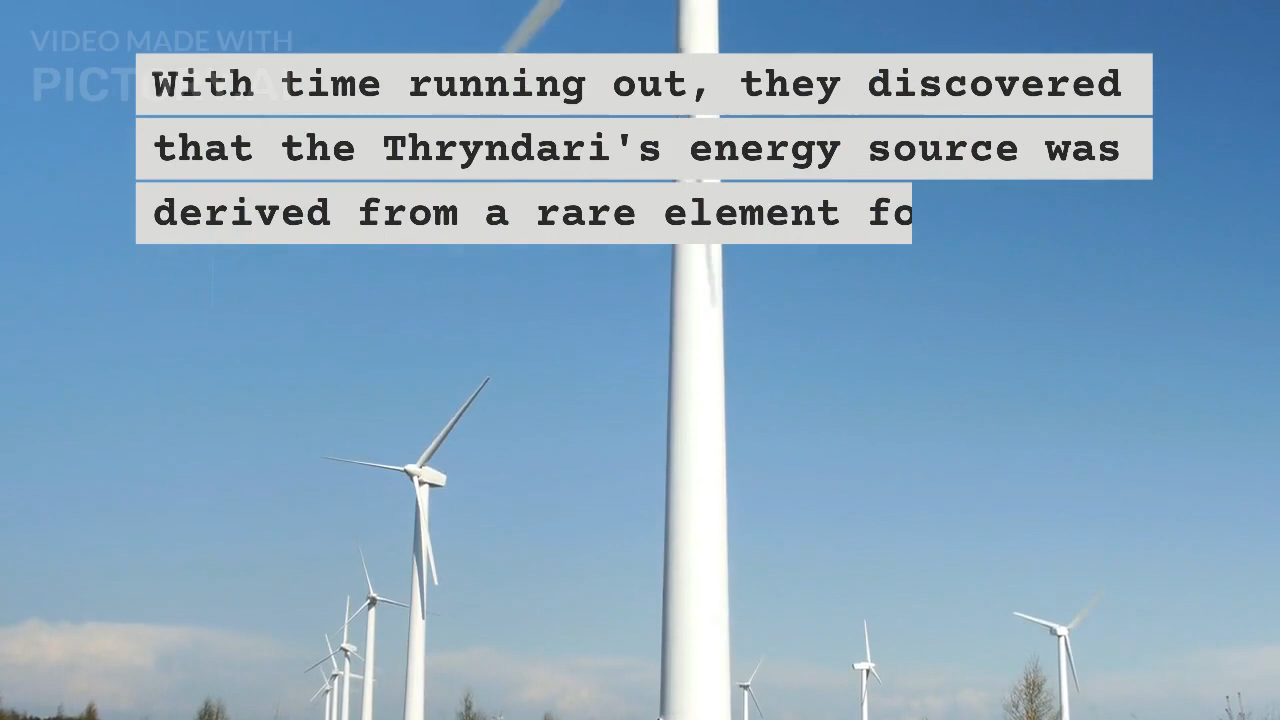 VIDEO MADE WITH
With time running out, they discovered
that the Thryndari's energy source was
derived from a rare element fo